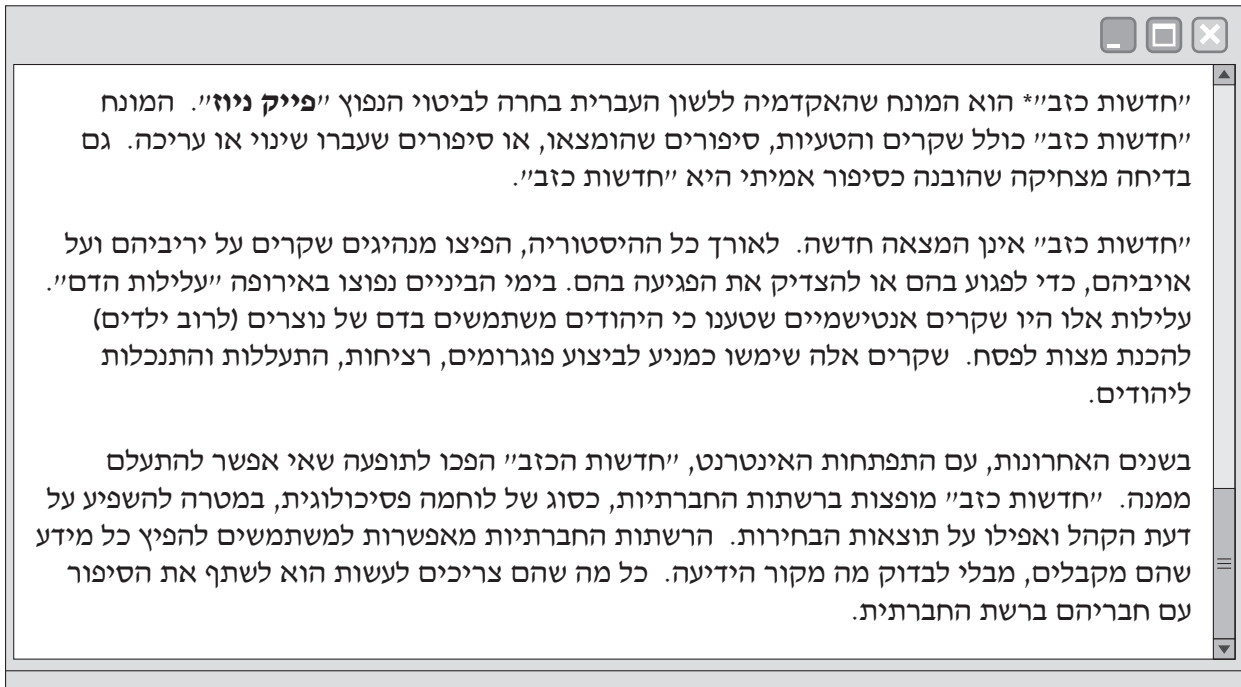 ״חדשות כזב״* הוא המונח שהאקדמיה ללשון העברית בחרה לביטוי הנפוץ ״פייק ניוז״. המונח
״חדשות כזב״ כולל שקרים והטעיות, סיפורים שהומצאו, או סיפורים שעברו שינוי או עריכה. גם
בדיחה מצחיקה שהובנה כסיפור אמיתי היא ״חדשות כזב״.
״חדשות כזב״ אינן המצאה חדשה. לאורך כל ההיסטוריה, הפיצו מנהיגים שקרים על יריביהם ועל
אויביהם, כדי לפגוע בהם או להצדיק את הפגיעה בהם. בימי הביניים נפוצו באירופה ״עלילות הדם״.
עלילות אלו היו שקרים אנטישמיים שטענו כי היהודים משתמשים בדם של נוצרים (לרוב ילדים)
להכנת מצות לפסח. שקרים אלה שימשו כמניע לביצוע פוגרומים, רציחות, התעללות והתנכלות
ליהודים.
בשנים האחרונות, עם התפתחות האינטרנט, ״חדשות הכזב״ הפכו לתופעה שאי אפשר להתעלם
ממנה. ״חדשות כזב״ מופצות ברשתות החברתיות, כסוג של לוחמה פסיכולוגית, במטרה להשפיע על
דעת הקהל ואפילו על תוצאות הבחירות. הרשתות החברתיות מאפשרות למשתמשים להפיץ כל מידע
שהם מקבלים, מבלי לבדוק מה מקור הידיעה. כל מה שהם צריכים לעשות הוא לשתף את הסיפור
עם חבריהם ברשת החברתית.